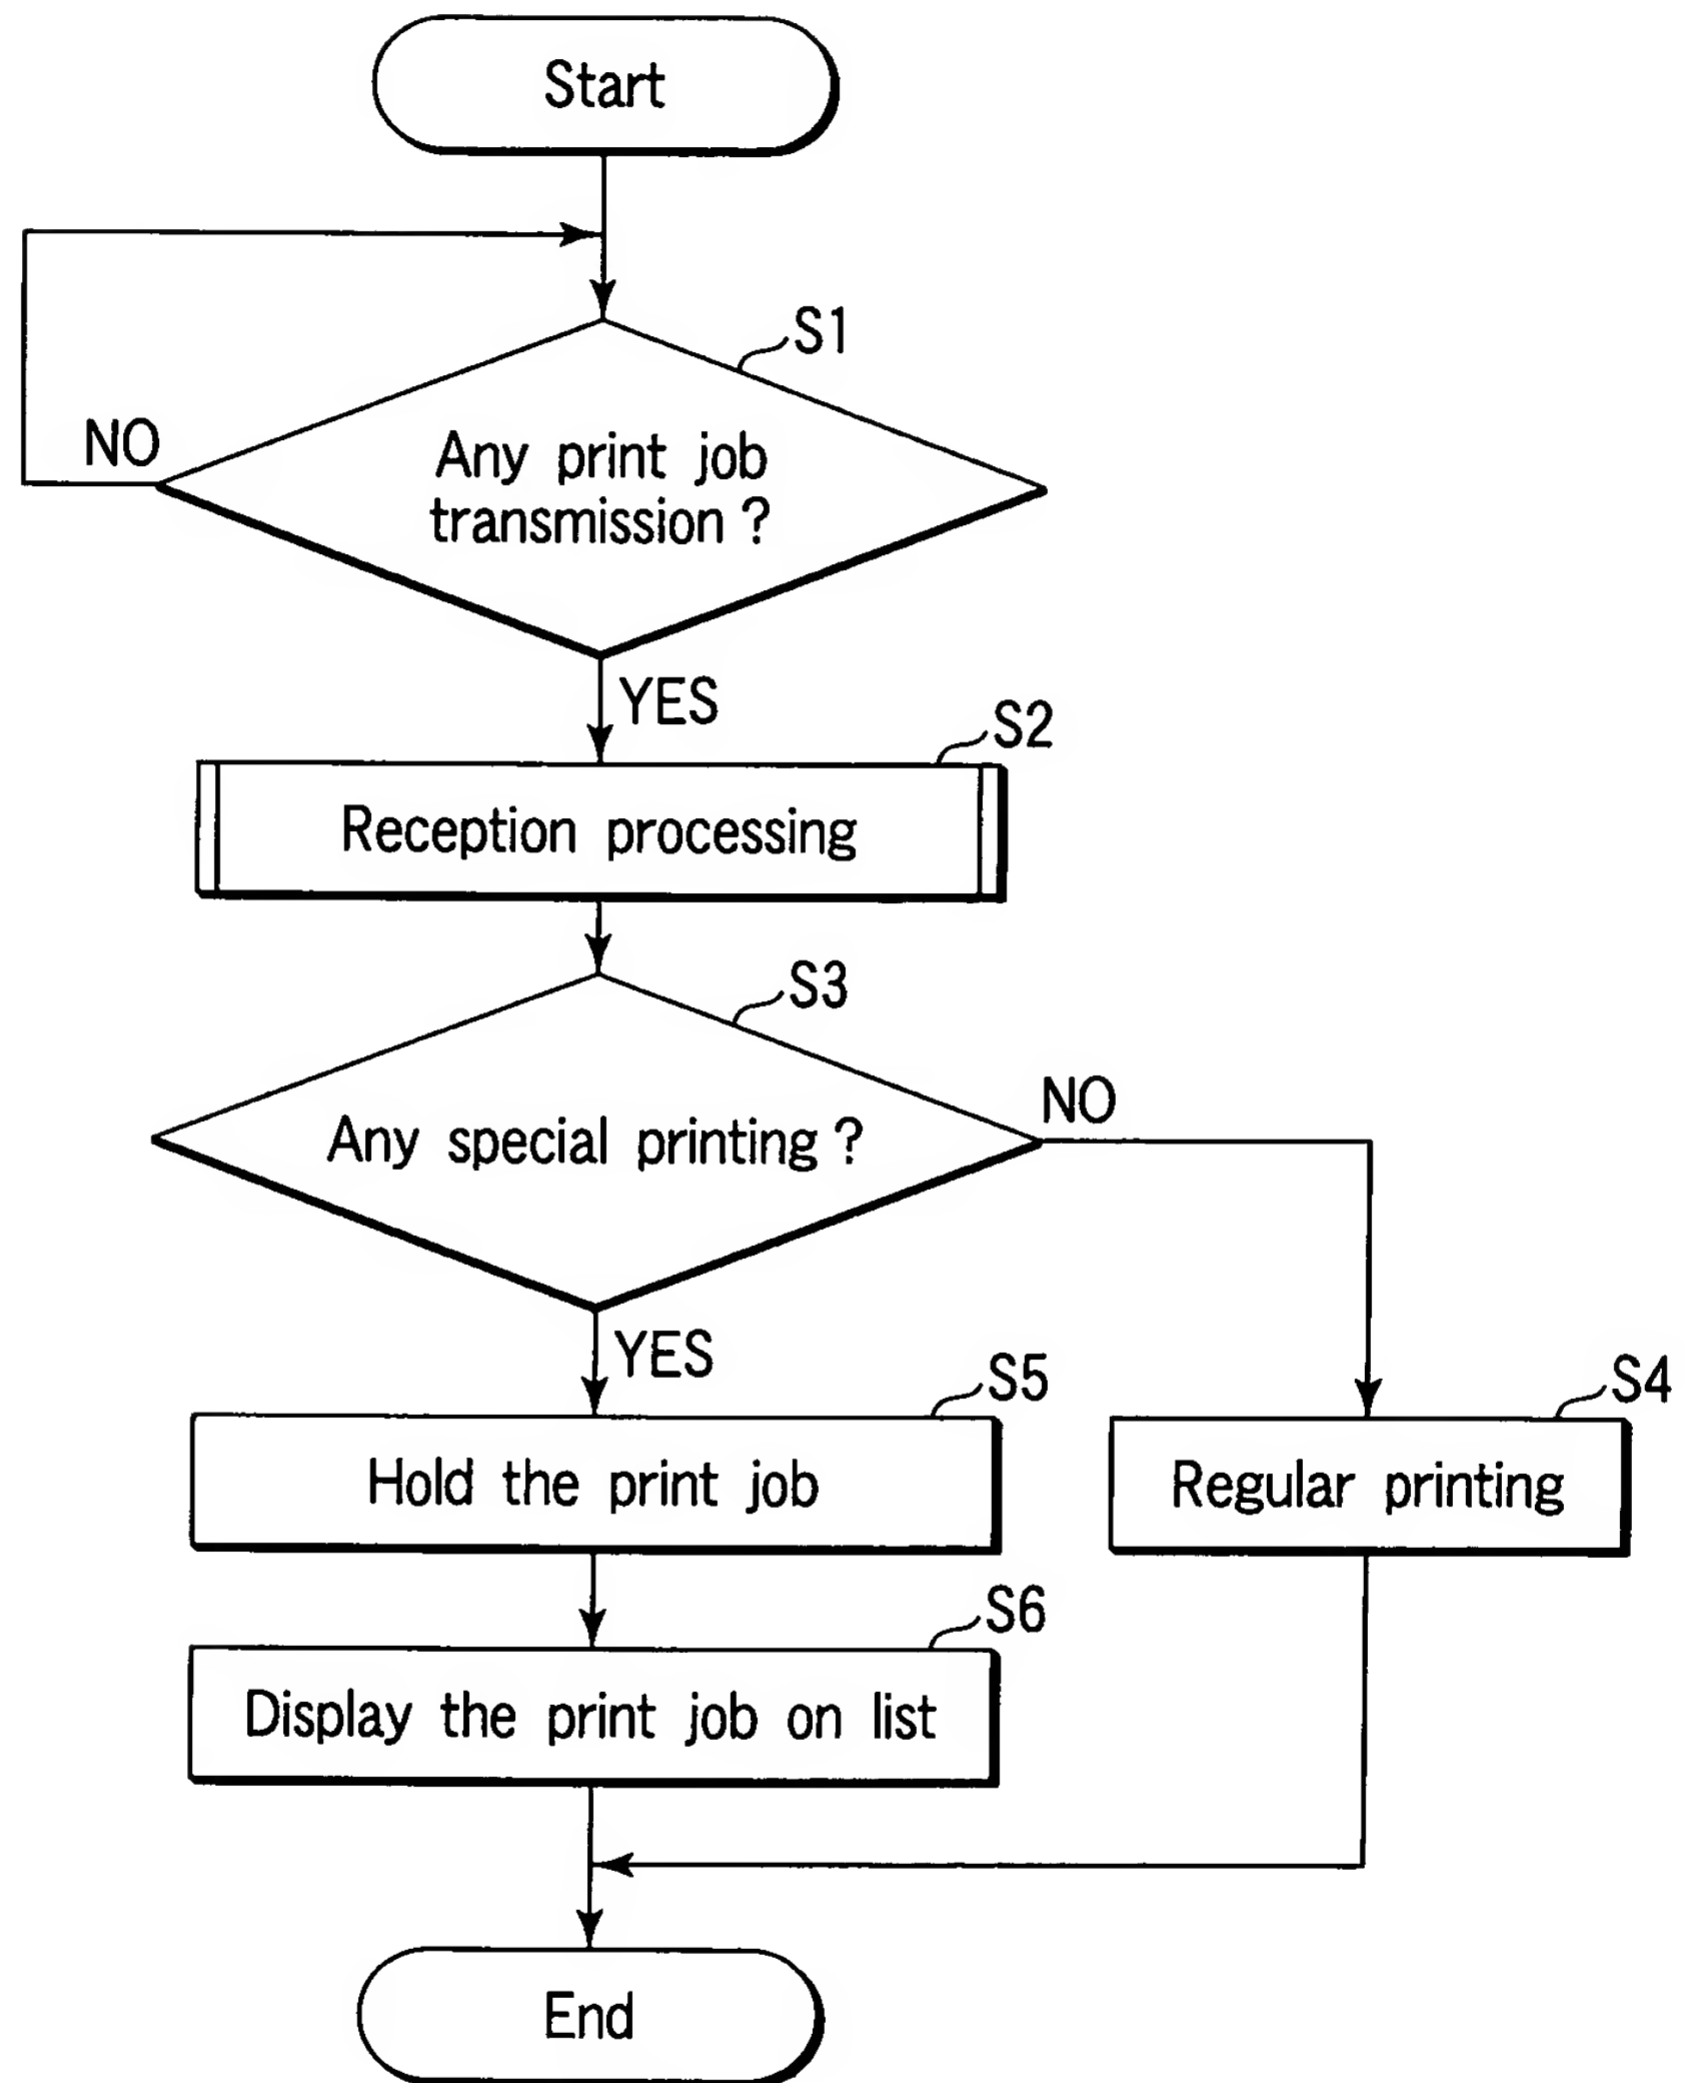 Start
S1
NO
Any print job
transmission ?
YES
S2
Reception processing
S3
NO
Any special printing ?
YES
S5
S4
Hold the print job
Regular printing
S6
Display the print job on list
End